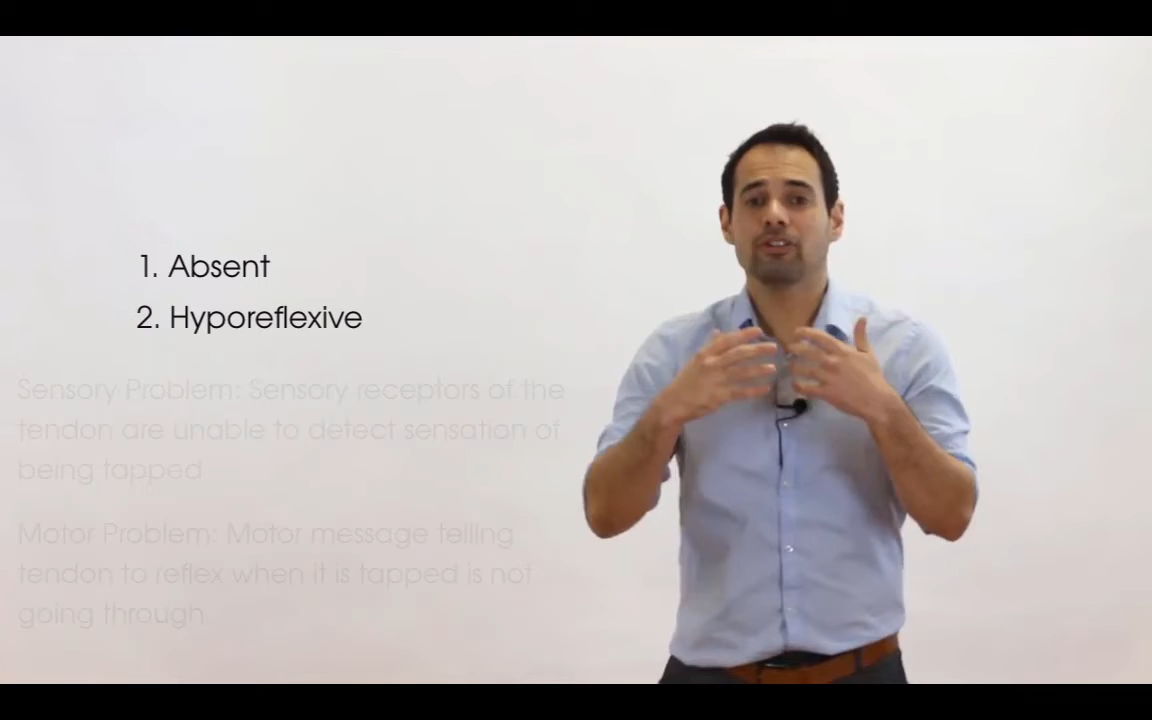 1. Absent
2. Hyporeflexive
Sensory Problem: Sensory receptors of the
tendon are unable to detect sensation of
being tapped
Motor Problem: Motor message telling
tendon to reflex when it is tapped is not
going through